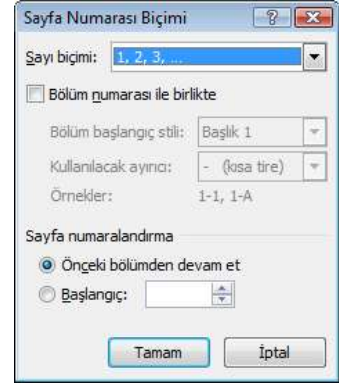 Sayfa Numarası Biçimi
Sayı biçimi: 1, 2, 3, ...
Bölüm numarası ile birlikte
Bölüm başlangıç stili: Başlık 1
Kullanılacak ayırıcı: - (kısa tire)
Örnekler: 1-1, 1-A
Sayfa numaralandırma
Önceki bölümden devam et
Başlangıç:
Tamam İptal